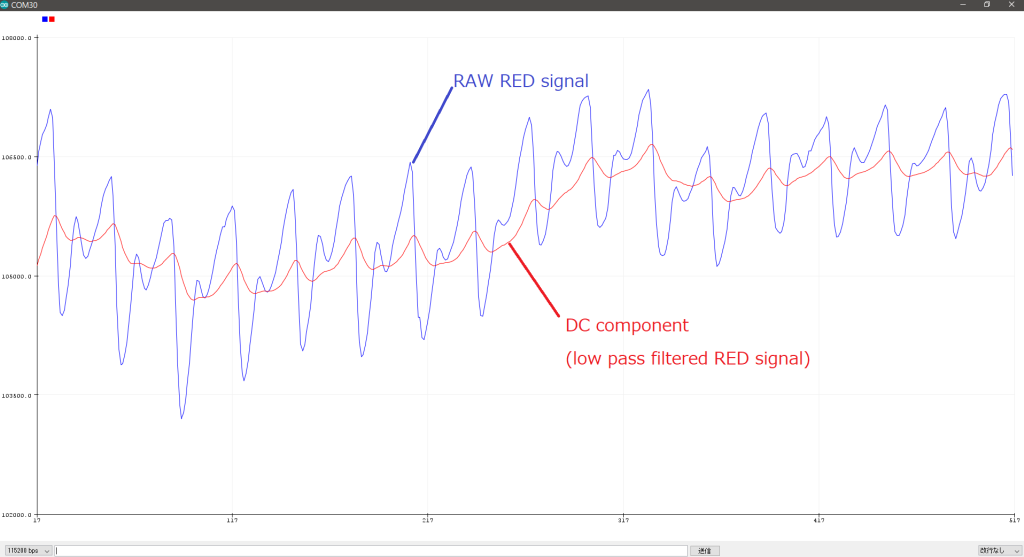 COM30
108000.0
RAW RED signal
106500.0
105000.0
DC component
(low pass filtered RED signal)
103500.0
102000.0
17 117 217 317 417 517
115200 bps 送信 改行なし